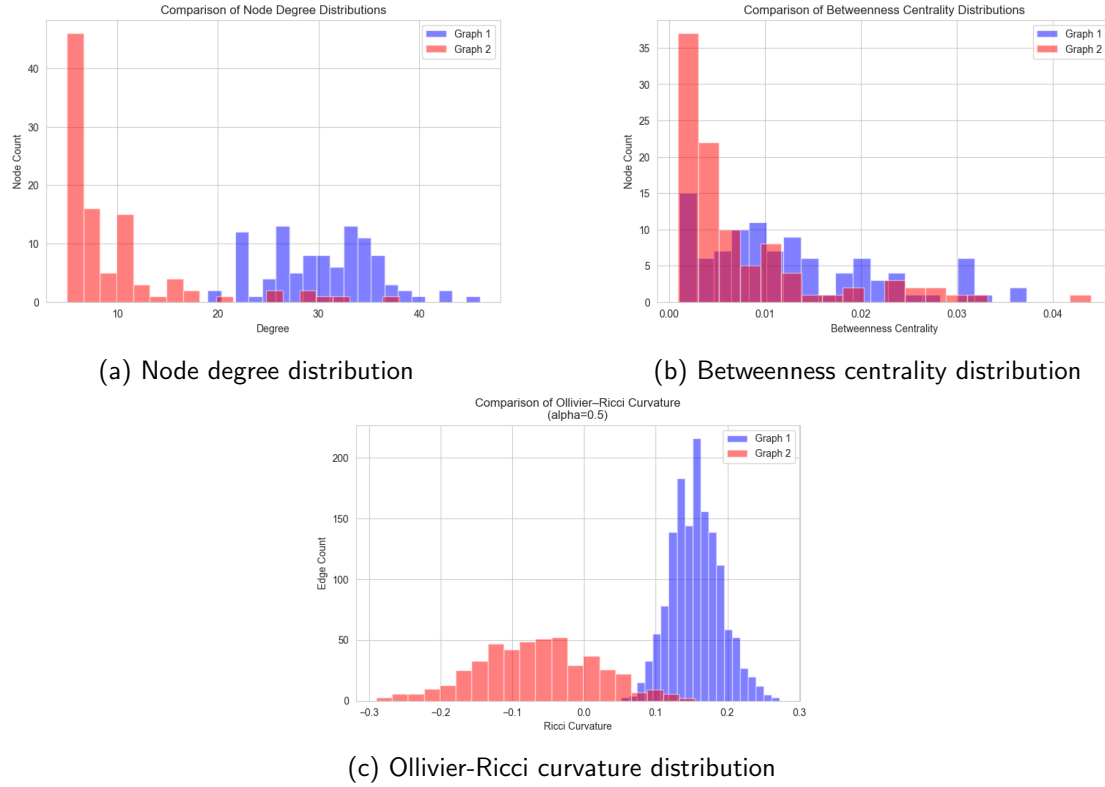 Comparison of Node Degree Distributions
Graph 1
Graph 2
Node Count
40
30
20
10
0
10
20
30
40
Degree
(a) Node degree distribution
Comparison of Betweenness Centrality Distributions
Graph 1
Graph 2
Node Count
35
30
25
20
15
10
5
0
0.00
0.01
0.02
0.03
0.04
Betweenness Centrality
(b) Betweenness centrality distribution
Comparison of Ollivier–Ricci Curvature
(alpha=0.5)
Graph 1
Graph 2
Edge Count
200
150
100
50
0
−0.3
−0.2
−0.1
0.0
0.1
0.2
0.3
Ricci Curvature
(c) Ollivier-Ricci curvature distribution